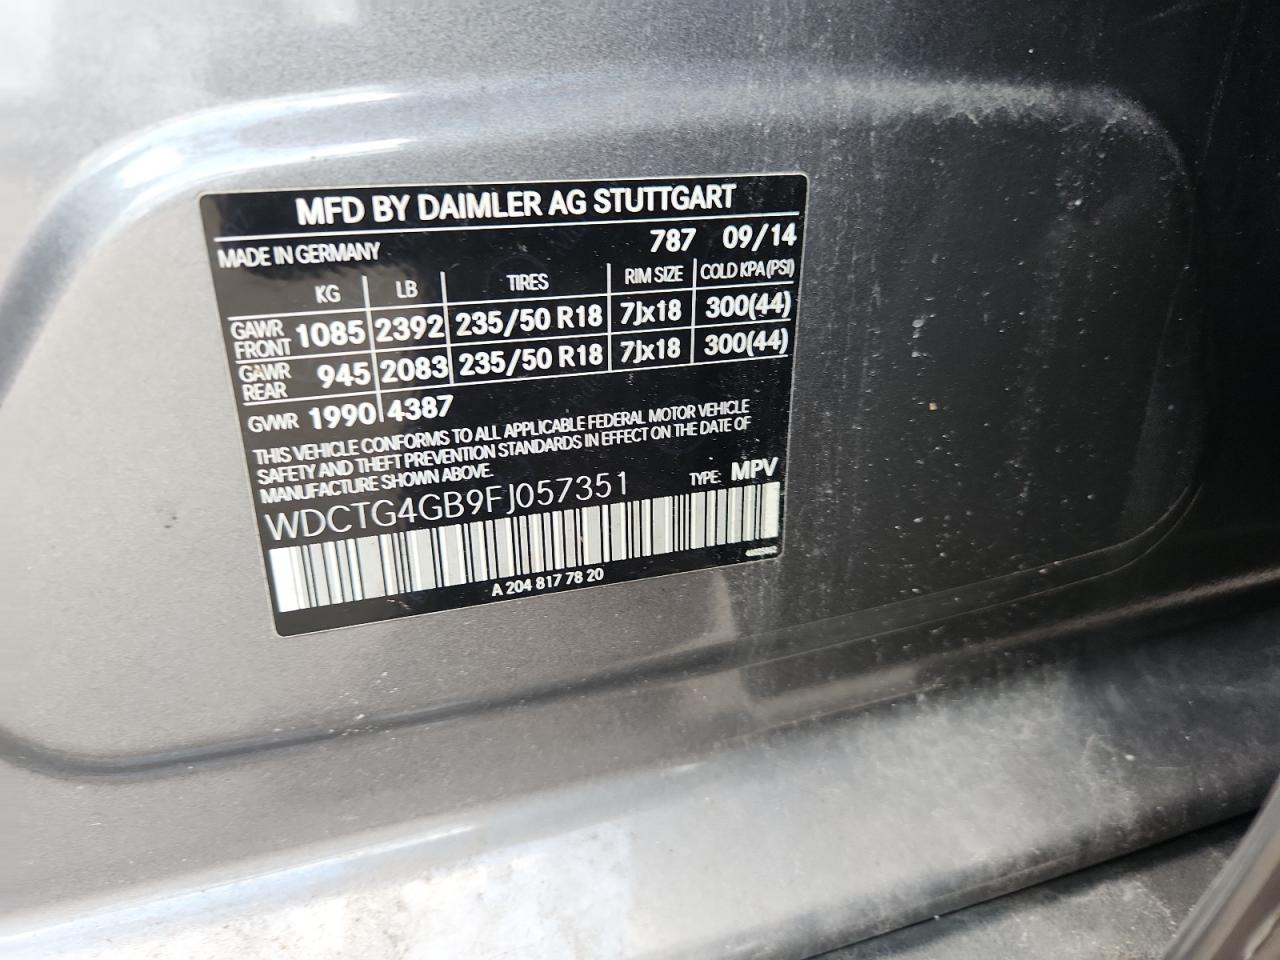 MFD BY DAIMLER AG STUTTGART
MADE IN GERMANY 787 09/14
KG LB TIRES RIM SIZE COLD KPA (PSI)
GAWR FRONT 1085 2392 235/50 R18 7Jx18 300(44)
GAWR REAR 945 2083 235/50 R18 7Jx18 300(44)
GVWR 1990 4387
THIS VEHICLE CONFORMS TO ALL APPLICABLE FEDERAL MOTOR VEHICLE
SAFETY AND THEFT PREVENTION STANDARDS IN EFFECT ON THE DATE OF
MANUFACTURE SHOWN ABOVE.
WDCTG4GB9FJ057351 TYPE: MPV
A 204 817 78 20